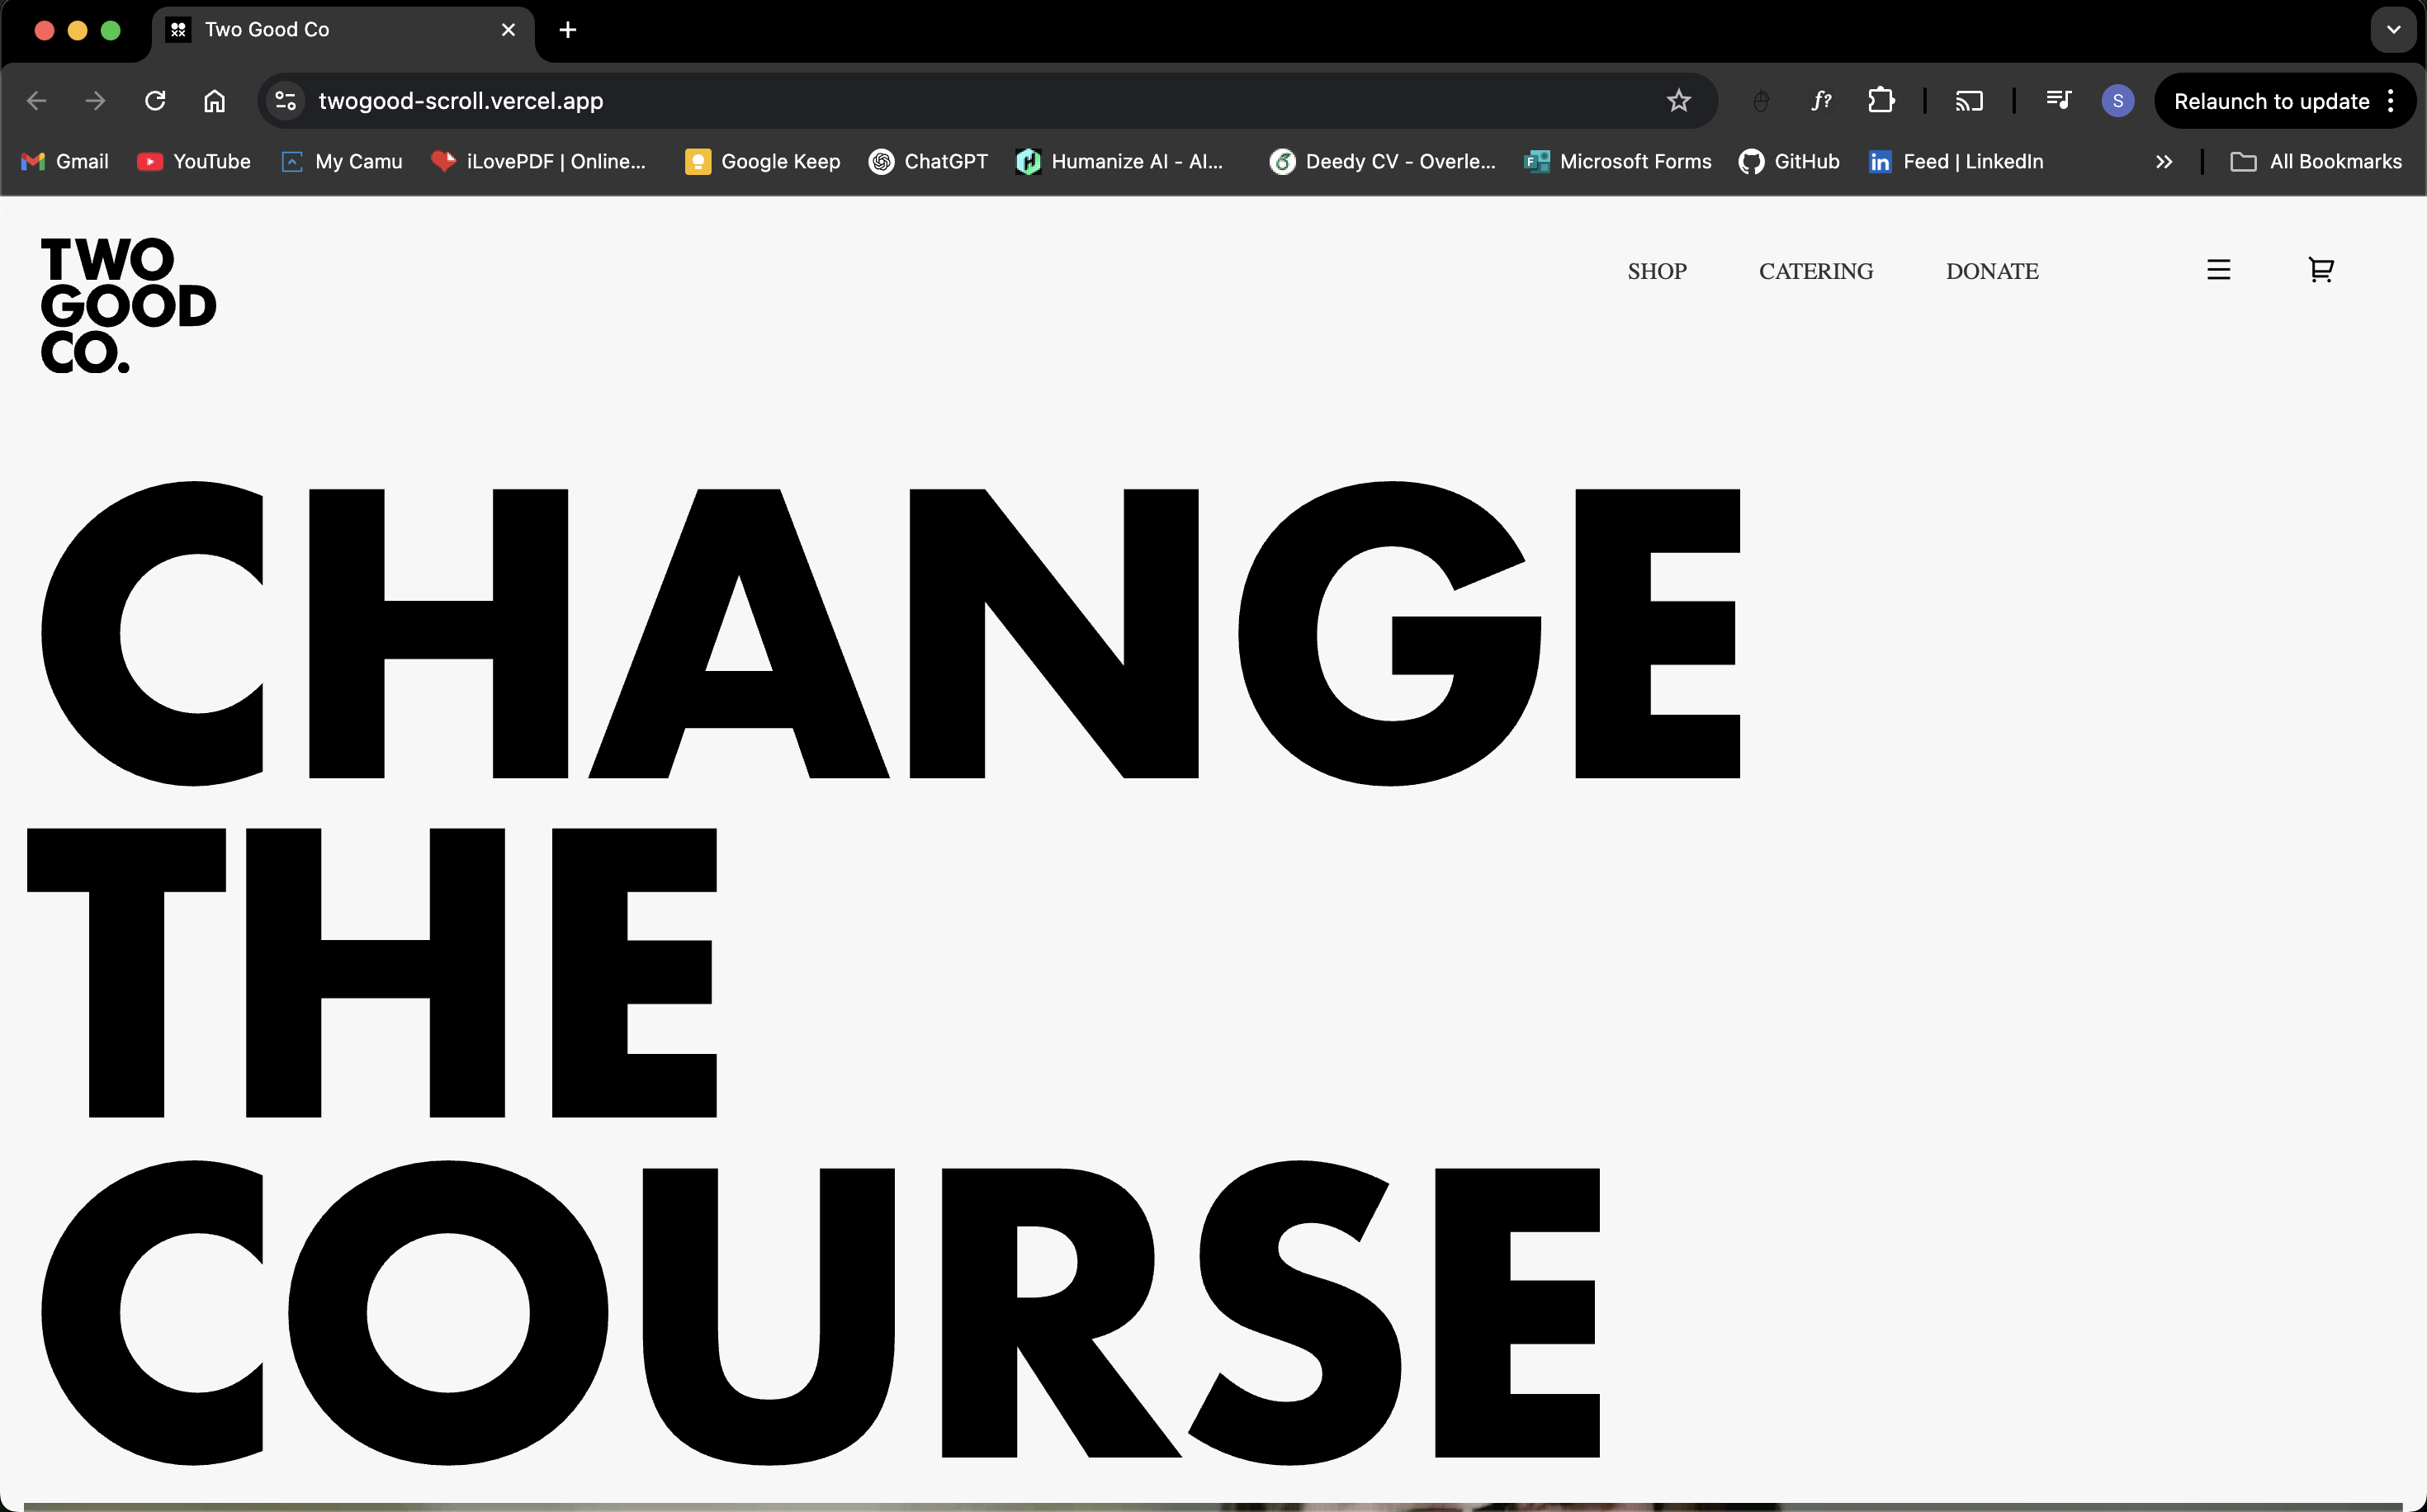 Two Good Co
twogood-scroll.vercel.app
f?
S
Relaunch to update
Gmail
YouTube
My Camu
iLovePDF | Online...
Google Keep
ChatGPT
Humanize AI - AI...
Deedy CV - Overle...
Microsoft Forms
GitHub
Feed | LinkedIn
All Bookmarks
TWO
GOOD
CO.
SHOP
CATERING
DONATE
CHANGE
THE
COURSE